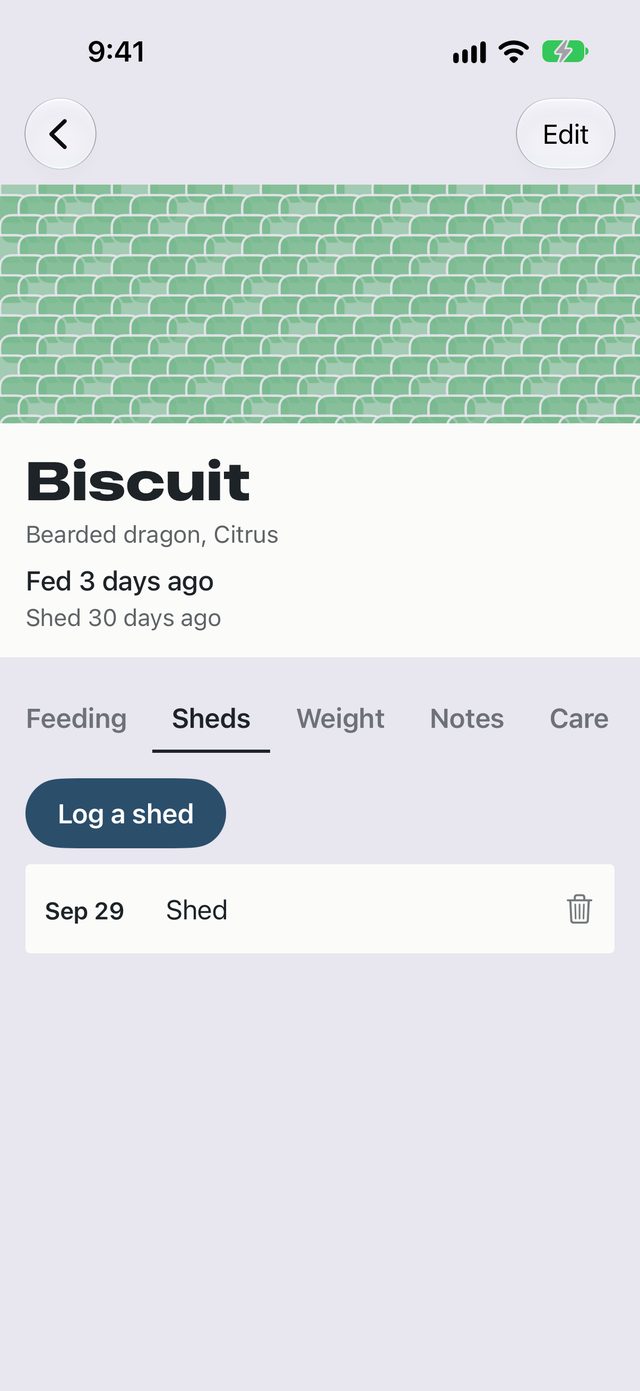 9:41
Edit
Biscuit
Bearded dragon, Citrus
Fed 3 days ago
Shed 30 days ago
Feeding Sheds Weight Notes Care
Log a shed
Sep 29 Shed